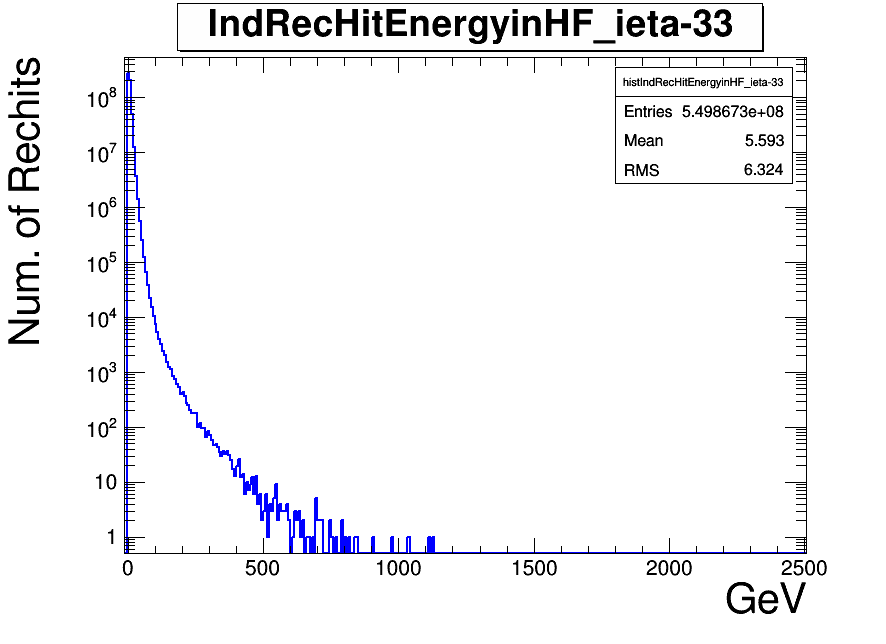 IndRecHitEnergyinHF_ieta-33
histIndRecHitEnergyinHF_ieta-33
Entries 5.498673e+08
Mean 5.593
RMS 6.324
Num. of Rechits
10^8
10^7
10^6
10^5
10^4
10^3
10^2
10
1
0 500 1000 1500 2000 2500
GeV